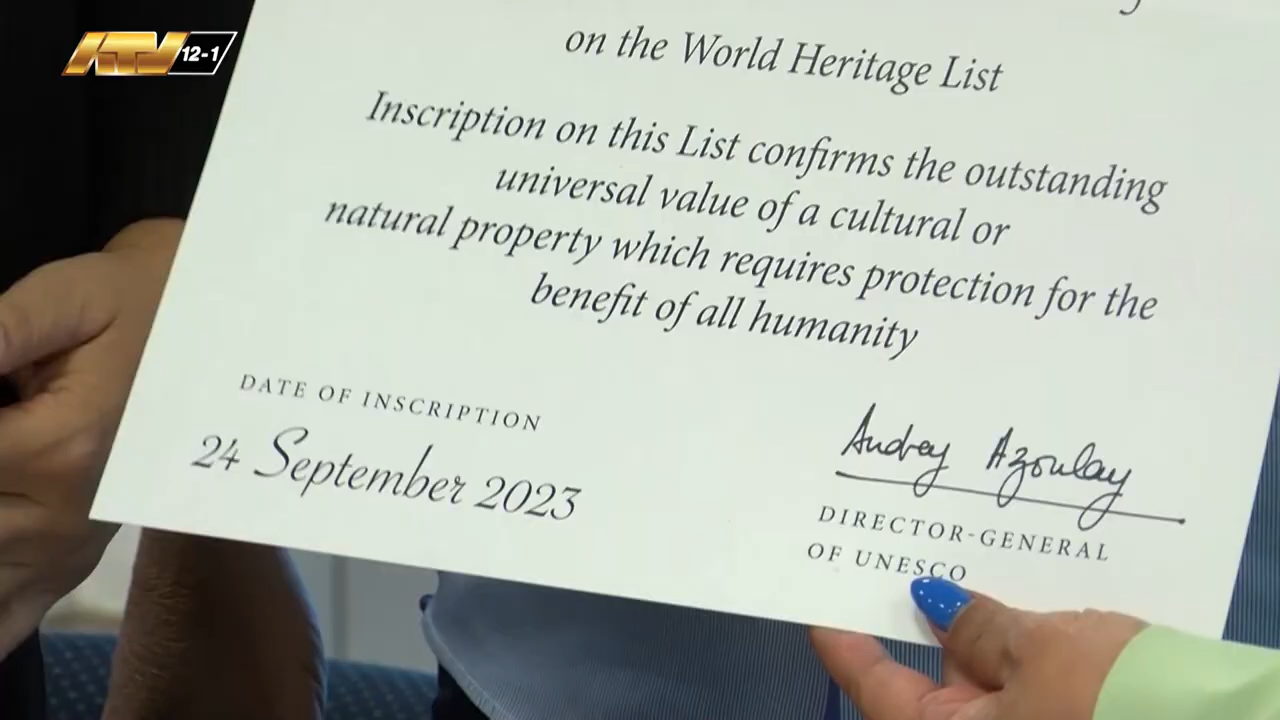 ATV 12-1
on the World Heritage List
Inscription on this List confirms the outstanding
universal value of a cultural or
natural property which requires protection for the
benefit of all humanity
DATE OF INSCRIPTION
24 September 2023
Audrey Azoulay
DIRECTOR-GENERAL
OF UNESCO